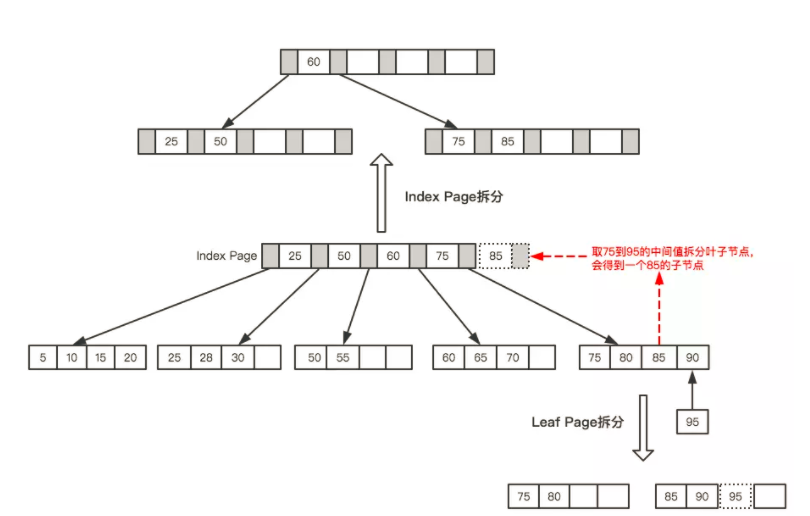 60
25 50
75 85
Index Page拆分
Index Page 25 50 60 75 85
取75到95的中间值拆分叶子节点,
会得到一个85的子节点
5 10 15 20
25 28 30
50 55
60 65 70
75 80 85 90
95
Leaf Page拆分
75 80
85 90 95